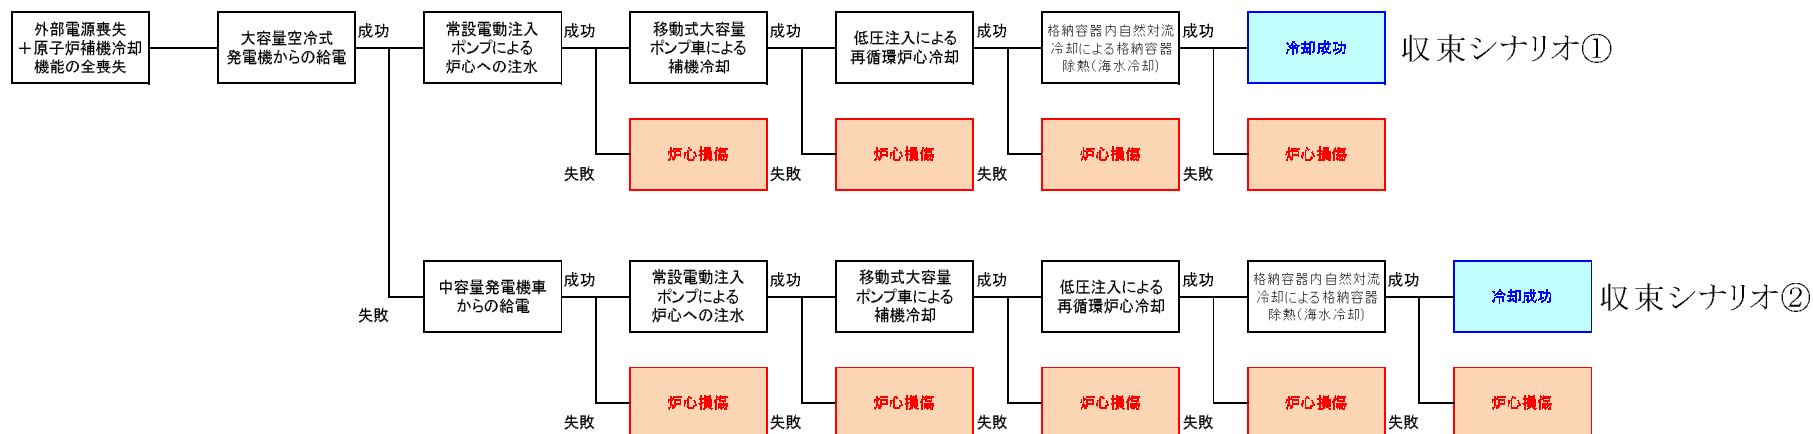 外部電源喪失
＋原子炉補機冷却
機能の全喪失
大容量空冷式
発電機からの給電
成功
常設電動注入
ポンプによる
炉心への注水
成功
移動式大容量
ポンプ車による
補機冷却
成功
低圧注入による
再循環炉心冷却
成功
格納容器内自然対流
冷却による格納容器
除熱(海水冷却)
成功
冷却成功
収束シナリオ①
失敗
炉心損傷
失敗
炉心損傷
失敗
炉心損傷
失敗
炉心損傷
失敗
中容量発電機車
からの給電
成功
常設電動注入
ポンプによる
炉心への注水
成功
移動式大容量
ポンプ車による
補機冷却
成功
低圧注入による
再循環炉心冷却
成功
格納容器内自然対流
冷却による格納容器
除熱(海水冷却)
成功
冷却成功
収束シナリオ②
失敗
炉心損傷
失敗
炉心損傷
失敗
炉心損傷
失敗
炉心損傷
失敗
炉心損傷